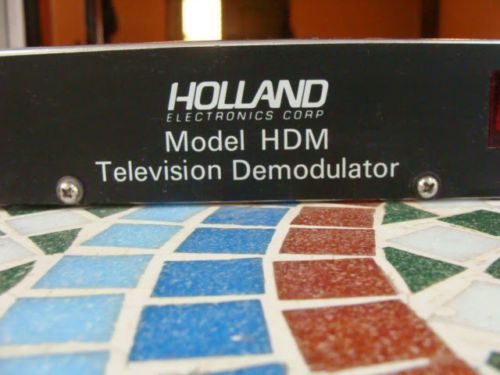 HOLLAND
ELECTRONICS CORP
Model HDM
Television Demodulator